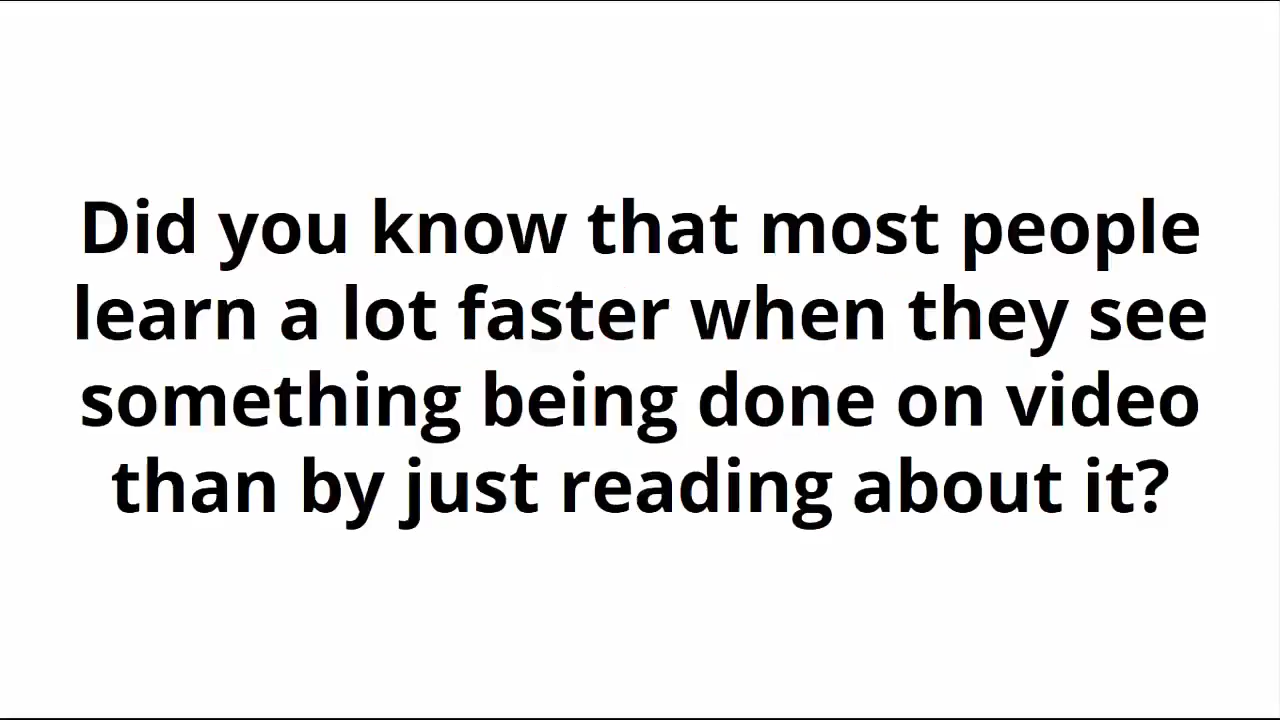 Did you know that most people
learn a lot faster when they see
something being done on video
than by just reading about it?